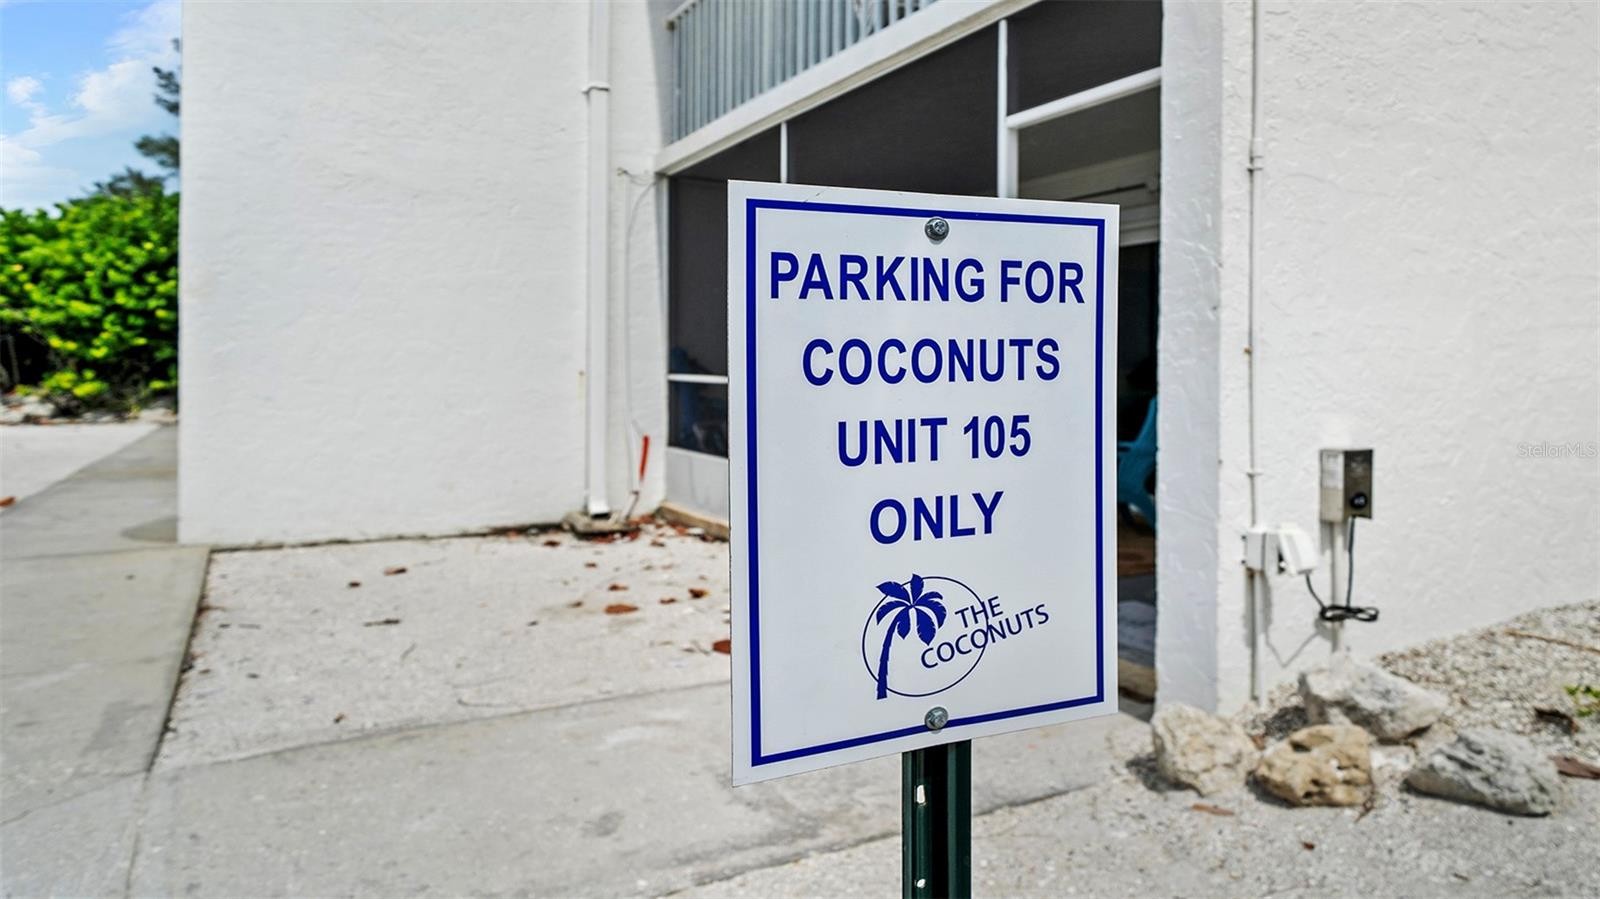 PARKING FOR
COCONUTS
UNIT 105
ONLY
THE
COCONUTS
StellarMLS